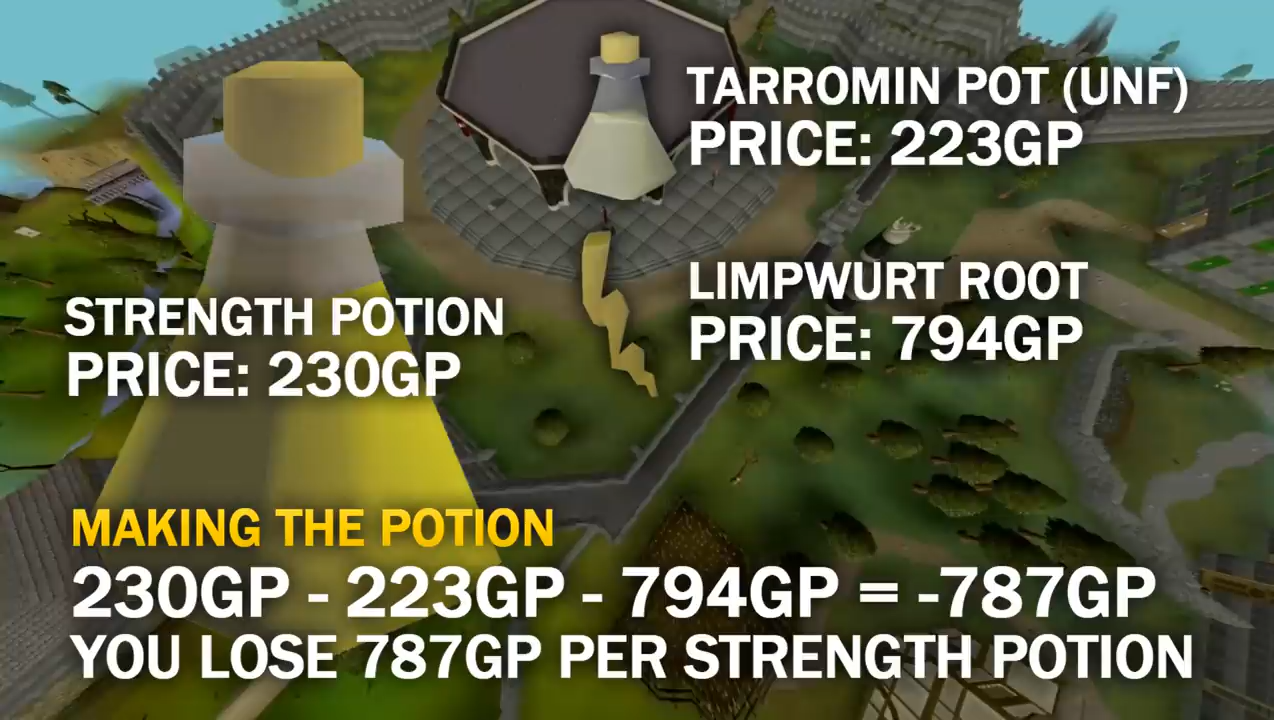 TARROMIN POT (UNF)
PRICE: 223GP
LIMPWURT ROOT
PRICE: 794GP
STRENGTH POTION
PRICE: 230GP
MAKING THE POTION
230GP - 223GP - 794GP = -787GP
YOU LOSE 787GP PER STRENGTH POTION